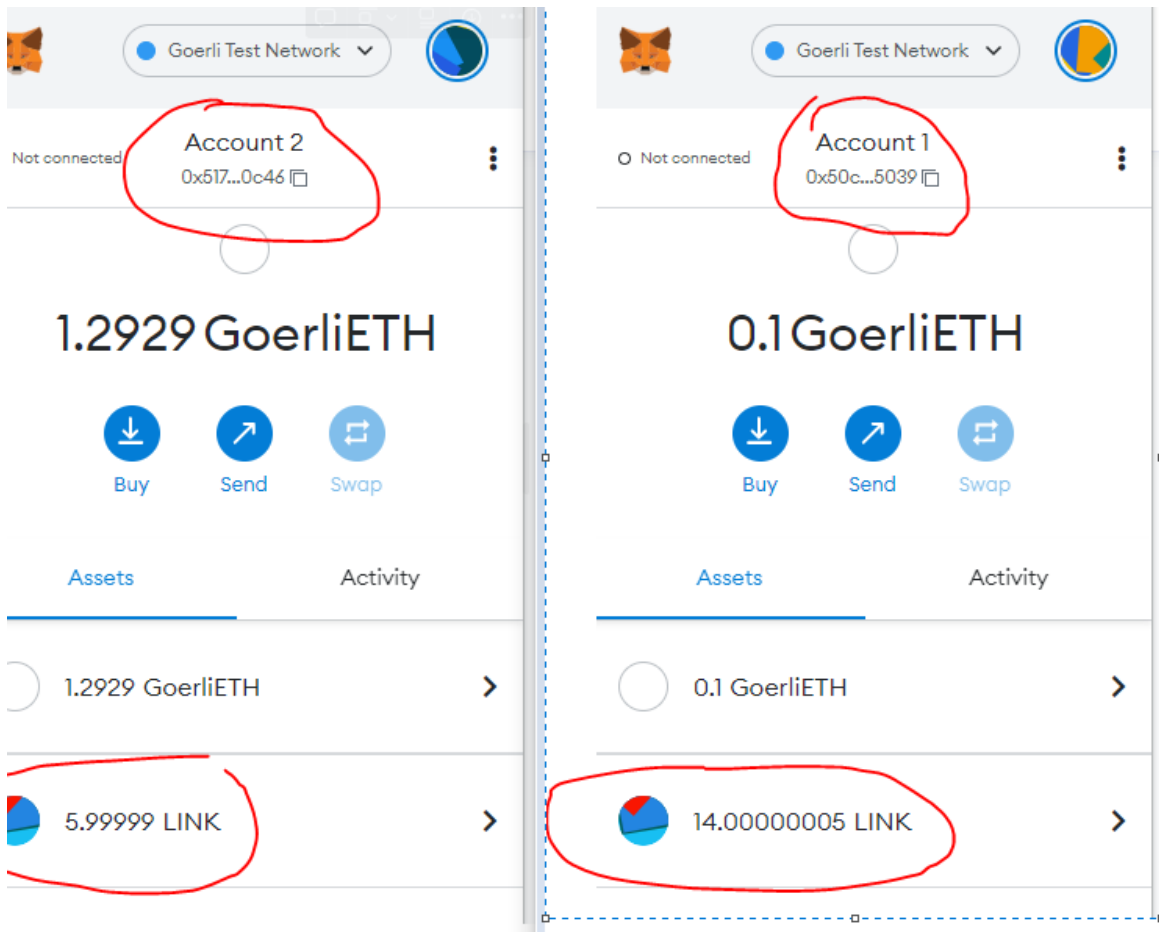 Goerli Test Network
Not connected
Account 2
0x517...0c46
1.2929 GoerliETH
Buy
Send
Swap
Assets
Activity
1.2929 GoerliETH
5.99999 LINK
Goerli Test Network
Not connected
Account 1
0x50c...5039
0.1 GoerliETH
Buy
Send
Swap
Assets
Activity
0.1 GoerliETH
14.00000005 LINK